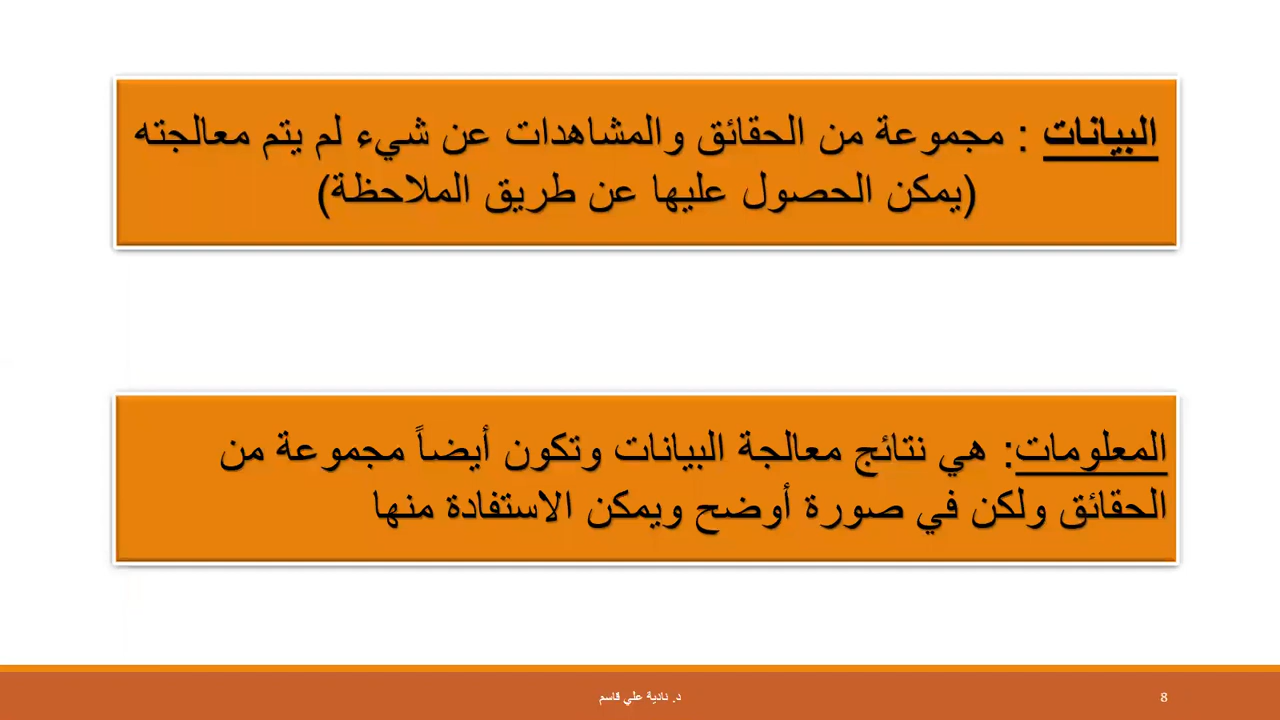 البيانات : مجموعة من الحقائق والمشاهدات عن شيء لم يتم معالجته
(يمكن الحصول عليها عن طريق الملاحظة)
المعلومات: هي نتائج معالجة البيانات وتكون أيضاً مجموعة من
الحقائق ولكن في صورة أوضح ويمكن الاستفادة منها
د. نادية علي قاسم
8